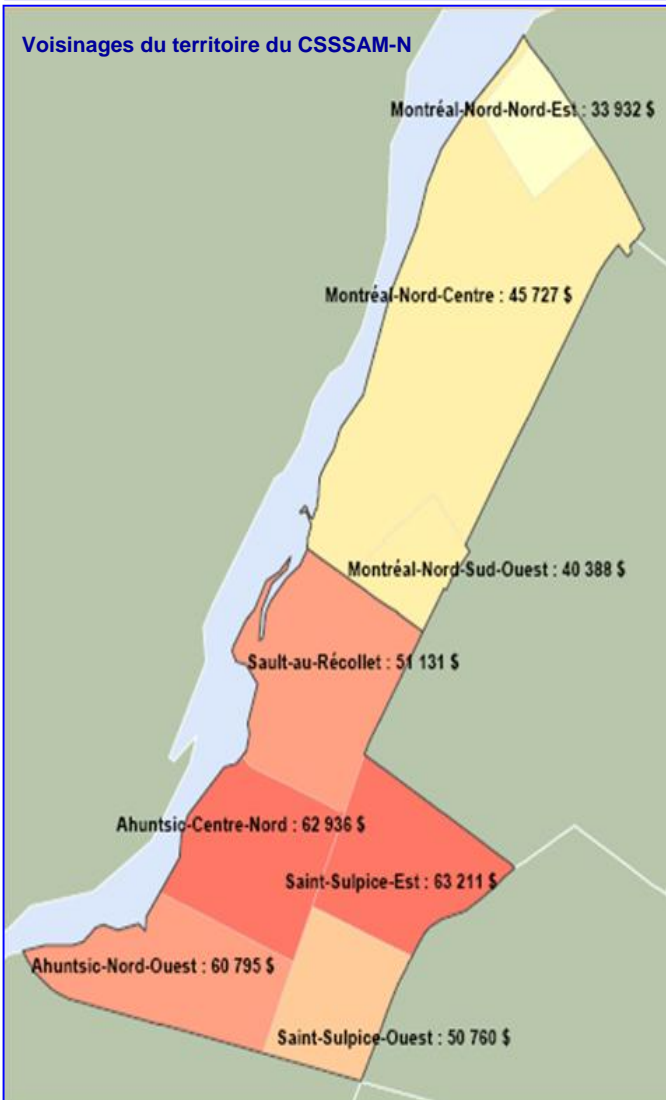 Voisinages du territoire du CSSSAM-N
Montréal-Nord-Nord-Est : 33 932 $
Montréal-Nord-Centre : 45 727 $
Montréal-Nord-Sud-Ouest : 40 388 $
Sault-au-Récollet : 51 131 $
Ahuntsic-Centre-Nord : 62 936 $
Saint-Sulpice-Est : 63 211 $
Ahuntsic-Nord-Ouest : 60 795 $
Saint-Sulpice-Ouest : 50 760 $